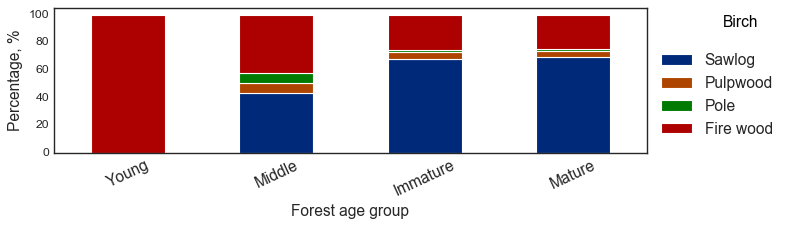 Percentage, %
100
80
60
40
20
0
Young
Middle
Immature
Mature
Forest age group
Birch
Sawlog
Pulpwood
Pole
Fire wood